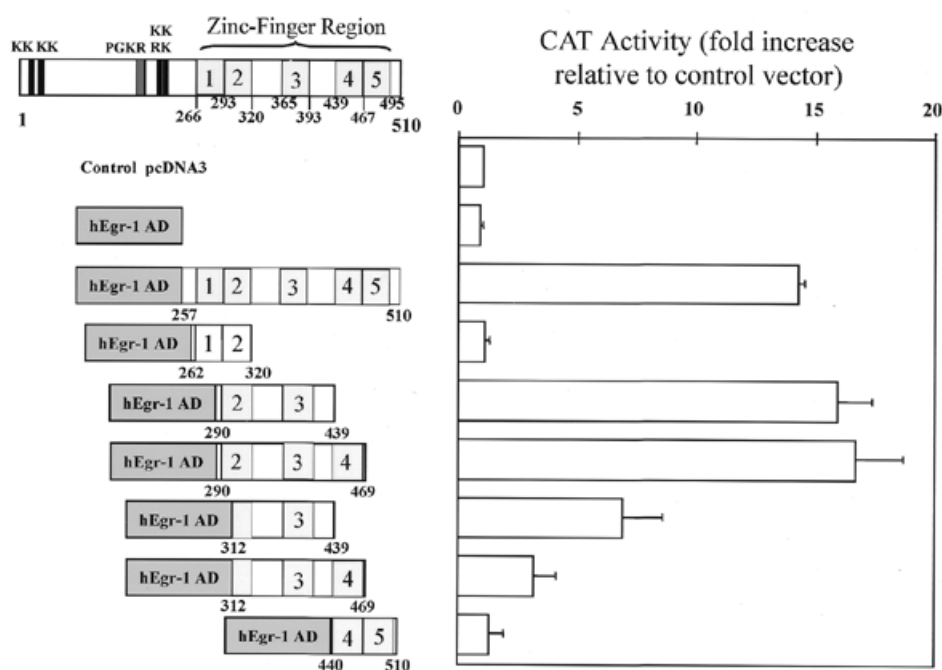 KK
KK KK PGKR RK
Zinc-Finger Region
1 2 3 4 5
293 365 439 495
266 320 393 467
1 510
CAT Activity (fold increase
relative to control vector)
0 5 10 15 20
Control pcDNA3
hEgr-1 AD
hEgr-1 AD 1 2 3 4 5
257 510
hEgr-1 AD 1 2
262 320
hEgr-1 AD 2 3
290 439
hEgr-1 AD 2 3 4
290 469
hEgr-1 AD 3
312 439
hEgr-1 AD 3 4
312 469
hEgr-1 AD 4 5
440 510